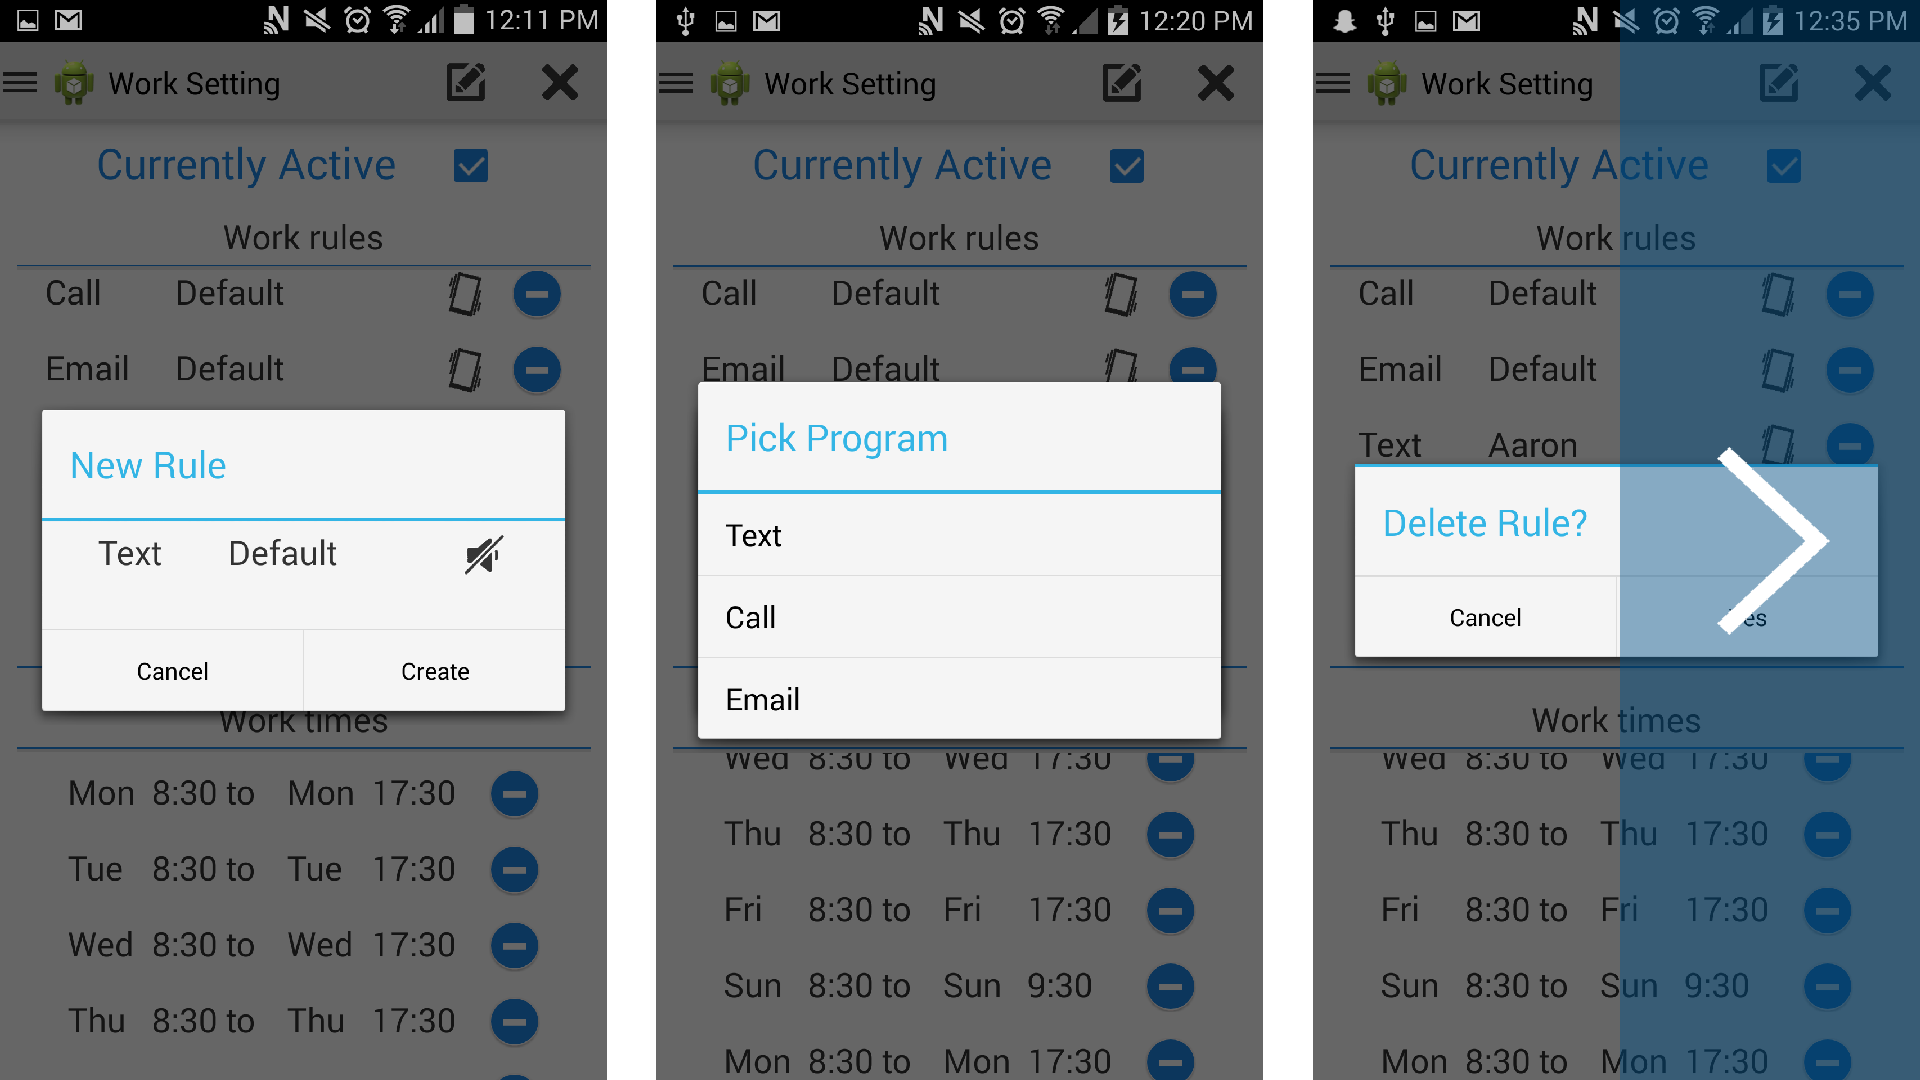 12:11 PM
Work Setting
Currently Active
Work rules
Call Default
Email Default
New Rule
Text Default
Cancel Create
Work times
Mon 8:30 to Mon 17:30
Tue 8:30 to Tue 17:30
Wed 8:30 to Wed 17:30
Thu 8:30 to Thu 17:30
12:20 PM
Work Setting
Currently Active
Work rules
Call Default
Email Default
Pick Program
Text
Call
Email
Wed 8:30 to Wed 17:30
Thu 8:30 to Thu 17:30
Fri 8:30 to Fri 17:30
Sun 8:30 to Sun 9:30
Mon 8:30 to Mon 17:30
12:35 PM
Work Setting
Currently Active
Work rules
Call Default
Email Default
Text Aaron
Delete Rule?
Cancel
Work times
Wed 8:30 to Wed 17:30
Thu 8:30 to Thu 17:30
Fri 8:30 to Fri 17:30
Sun 8:30 to Sun 9:30
Mon 8:30 to Mon 17:30